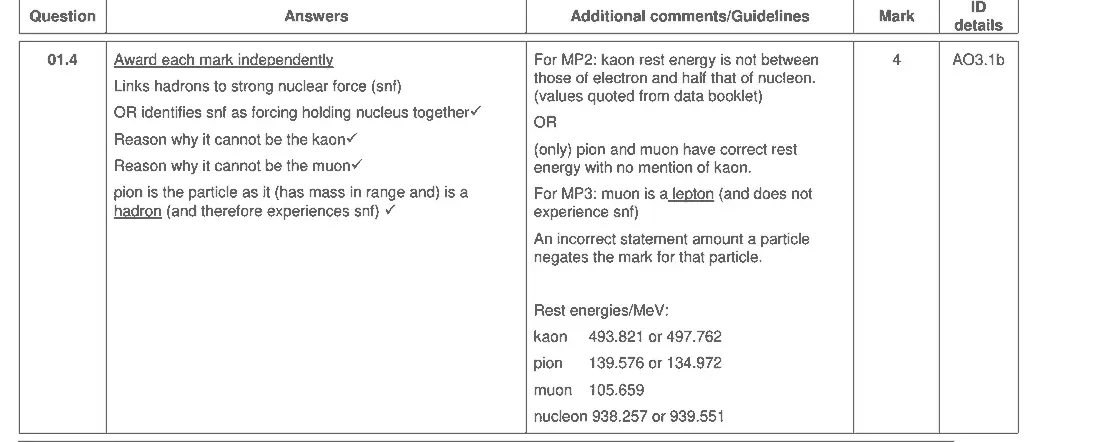 Question Answers Additional comments/Guidelines Mark ID details
01.4
Award each mark independently
Links hadrons to strong nuclear force (snf)
OR identifies snf as forcing holding nucleus together✓
Reason why it cannot be the kaon✓
Reason why it cannot be the muon✓
pion is the particle as it (has mass in range and) is a
hadron (and therefore experiences snf) ✓
For MP2: kaon rest energy is not between
those of electron and half that of nucleon.
(values quoted from data booklet)
OR
(only) pion and muon have correct rest
energy with no mention of kaon.
For MP3: muon is a lepton (and does not
experience snf)
An incorrect statement amount a particle
negates the mark for that particle.
Rest energies/MeV:
kaon 493.821 or 497.762
pion 139.576 or 134.972
muon 105.659
nucleon 938.257 or 939.551
4
AO3.1b